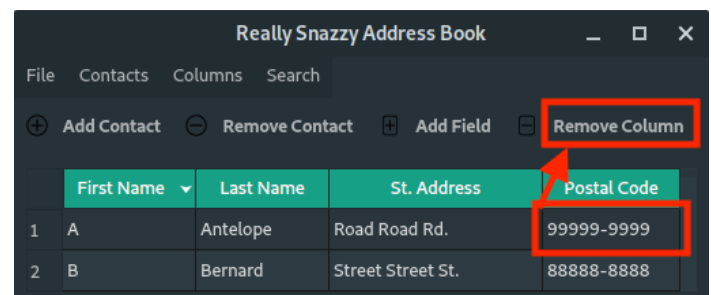 Really Snazzy Address Book
File Contacts Columns Search
Add Contact Remove Contact Add Field Remove Column
First Name Last Name St. Address Postal Code
1 A Antelope Road Road Rd. 99999-9999
2 B Bernard Street Street St. 88888-8888